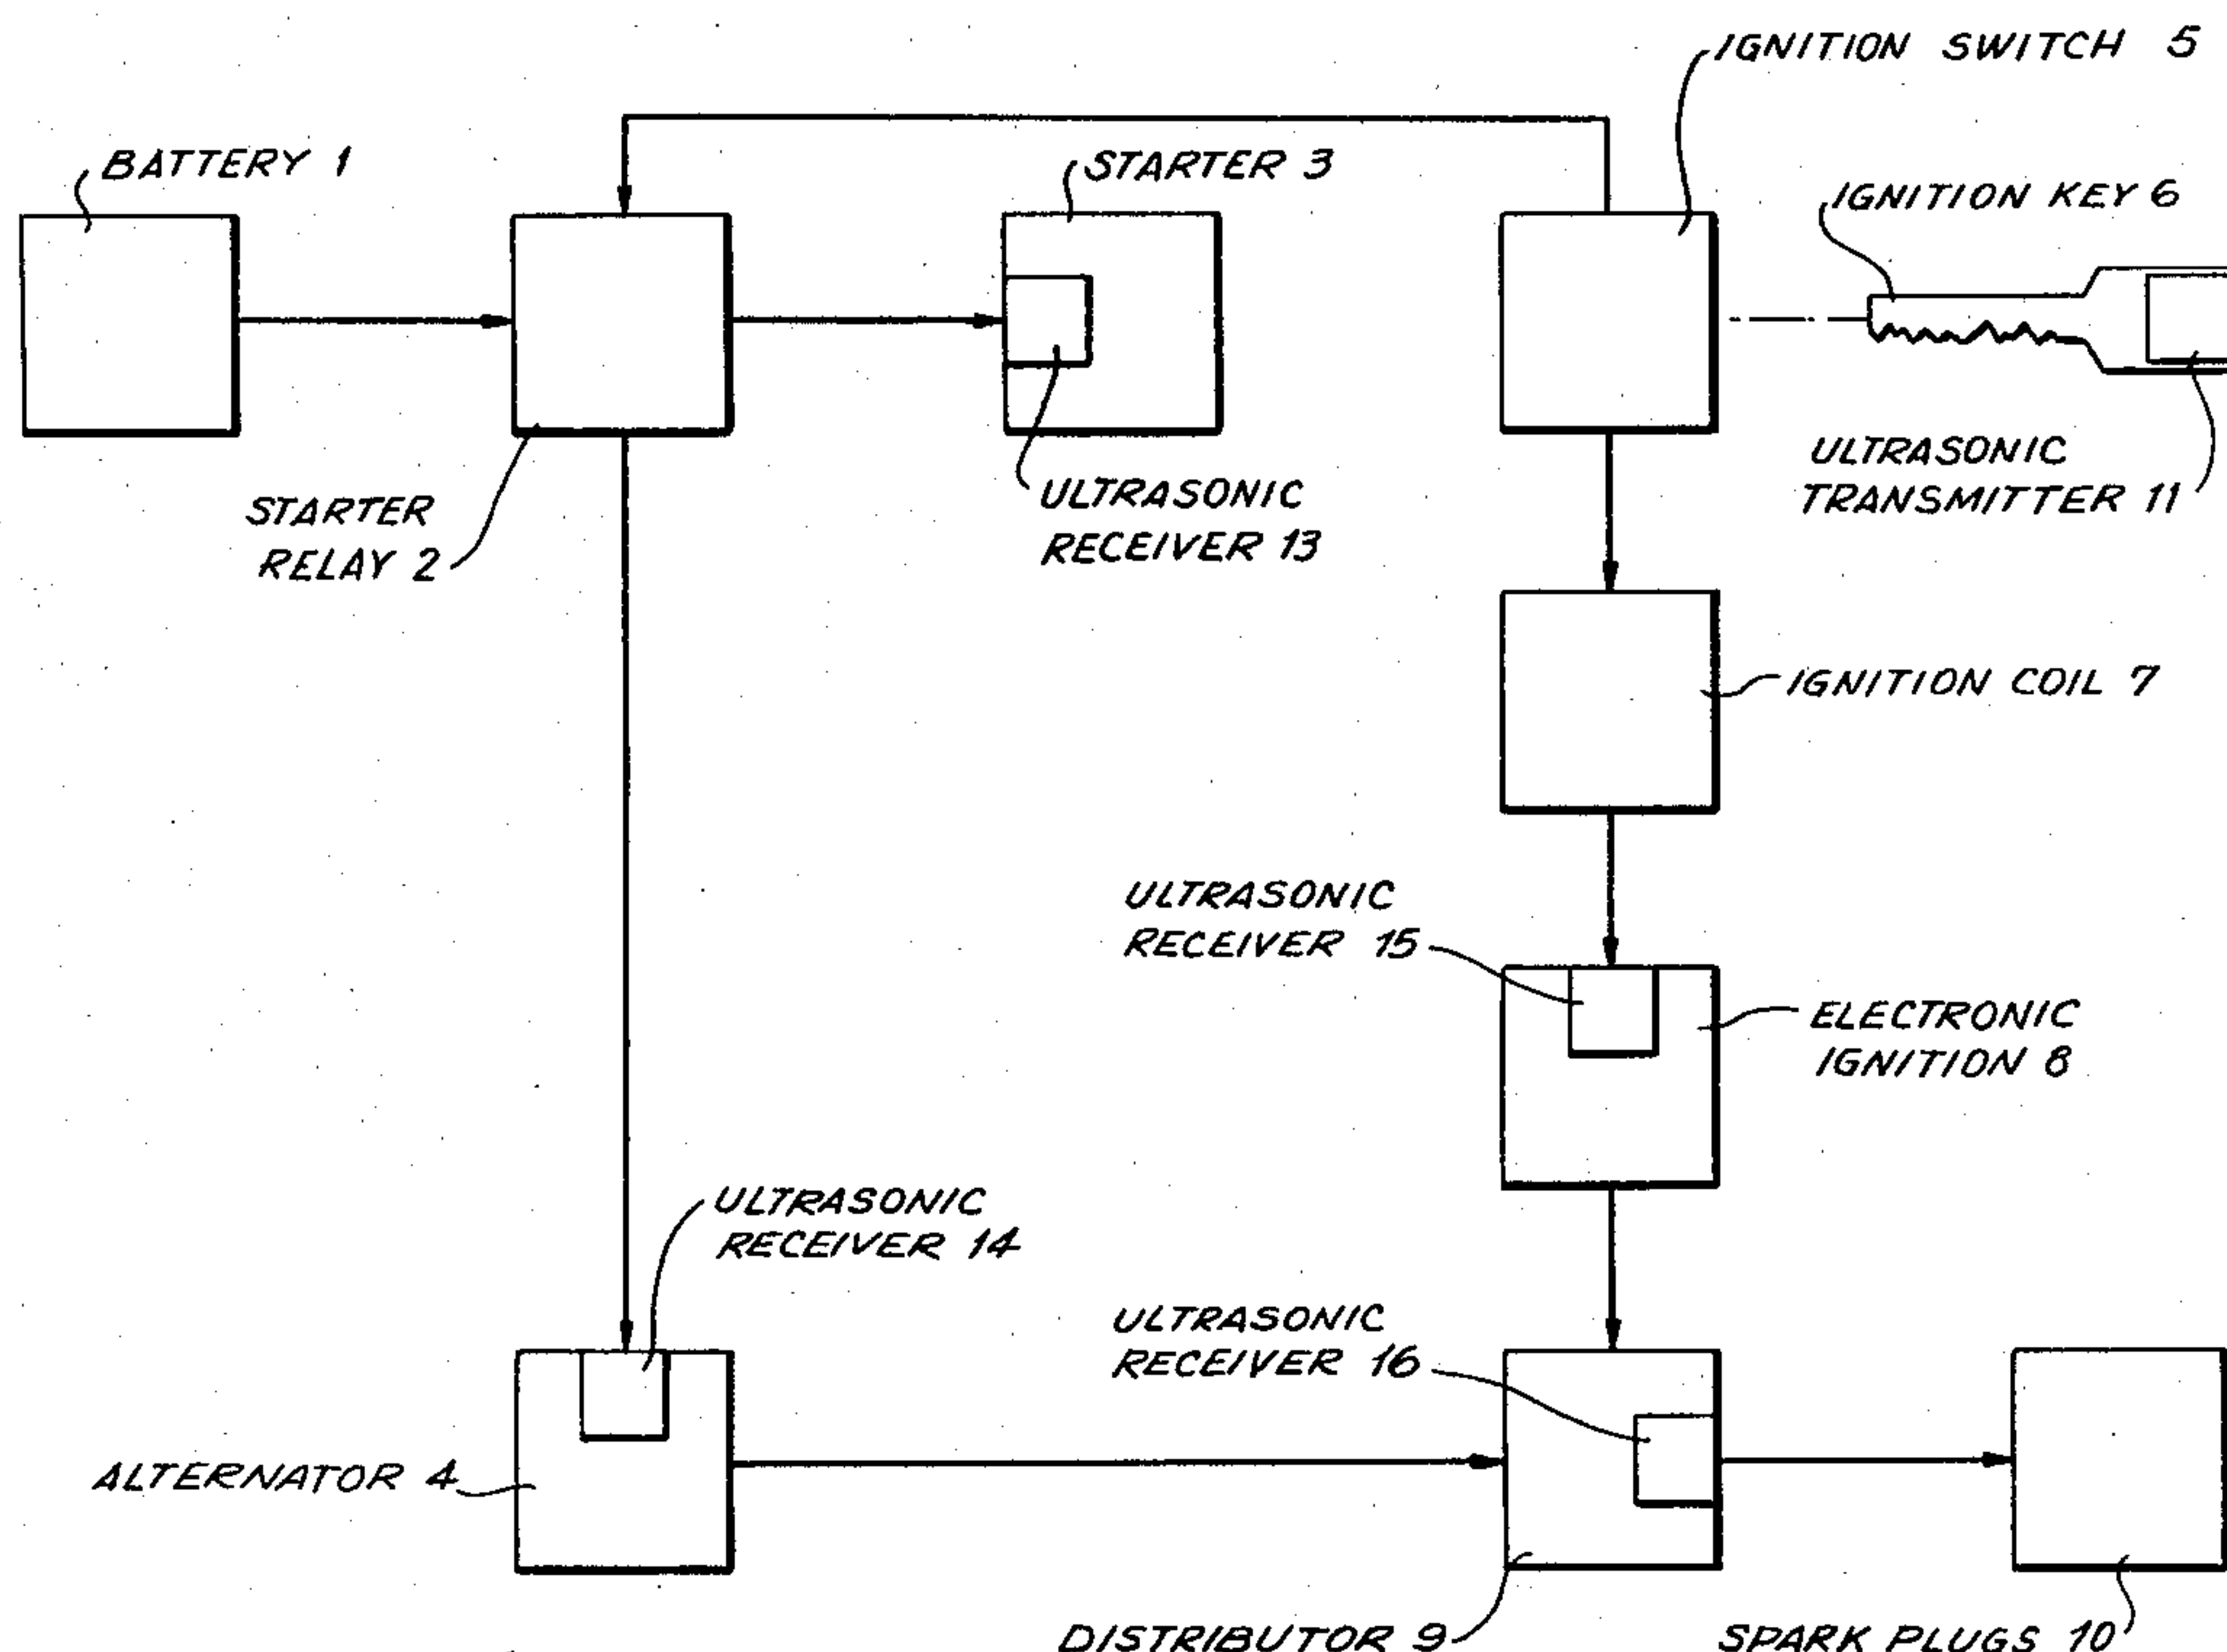 IGNITION SWITCH 5
BATTERY 1
STARTER 3
IGNITION KEY 6
STARTER
RELAY 2
ULTRASONIC
RECEIVER 13
ULTRASONIC
TRANSMITTER 11
IGNITION COIL 7
ULTRASONIC
RECEIVER 15
ELECTRONIC
IGNITION 8
ULTRASONIC
RECEIVER 14
ULTRASONIC
RECEIVER 16
ALTERNATOR 4
DISTRIBUTOR 9
SPARK PLUGS 10